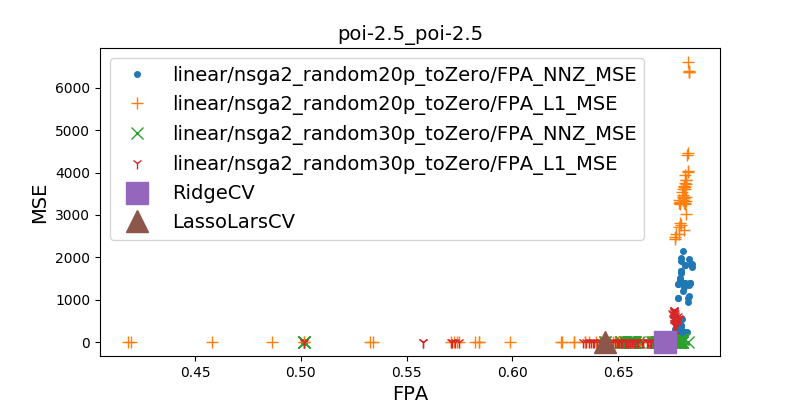 poi-2.5_poi-2.5
linear/nsga2_random20p_toZero/FPA_NNZ_MSE
linear/nsga2_random20p_toZero/FPA_L1_MSE
linear/nsga2_random30p_toZero/FPA_NNZ_MSE
linear/nsga2_random30p_toZero/FPA_L1_MSE
RidgeCV
LassoLarsCV
MSE
6000
5000
4000
3000
2000
1000
0
0.45
0.50
0.55
0.60
0.65
FPA